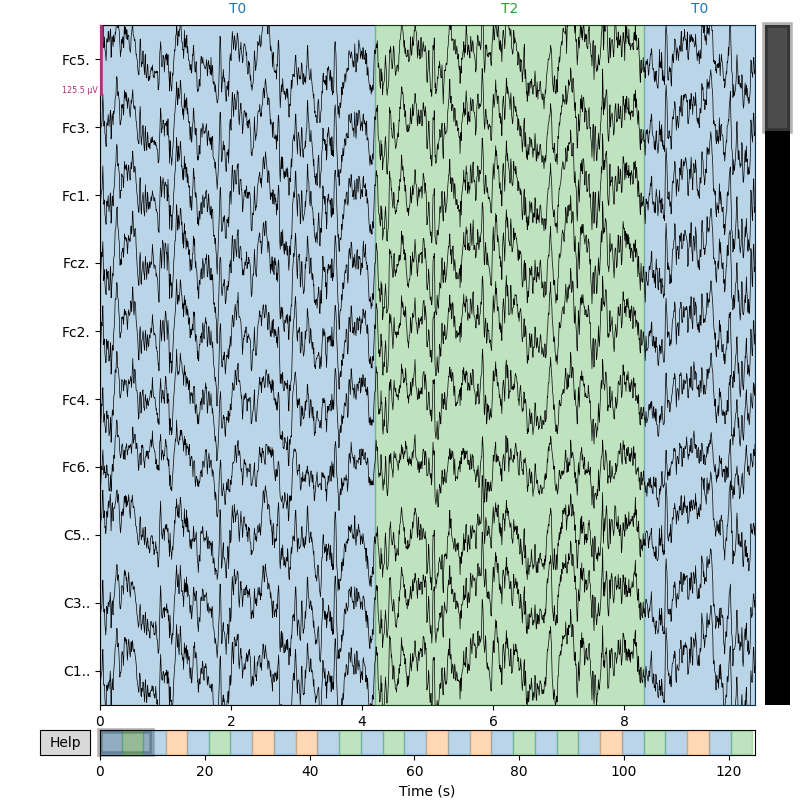 T0 T2 T0
Fc5.
125.5 µV
Fc3.
Fc1.
Fcz.
Fc2.
Fc4.
Fc6.
C5..
C3..
C1..
0 2 4 6 8
Help
0 20 40 60 80 100 120
Time (s)